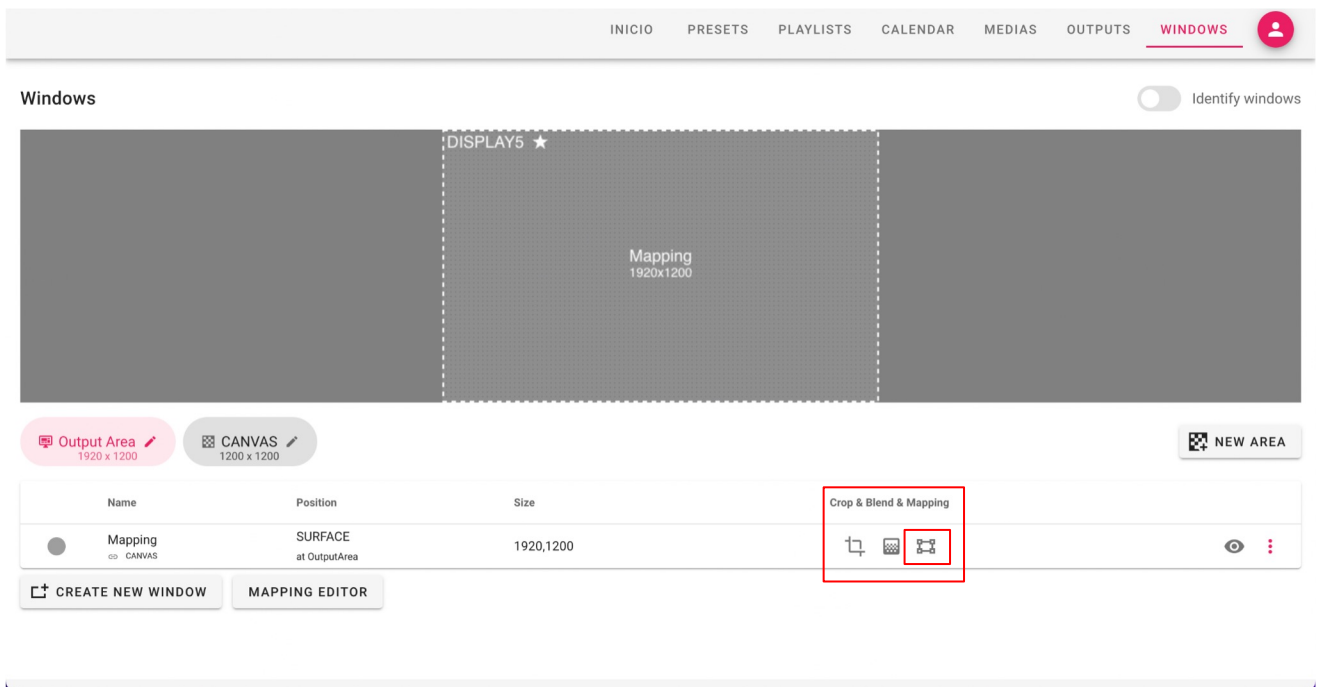 INICIO PRESETS PLAYLISTS CALENDAR MEDIAS OUTPUTS WINDOWS
Windows
Identify windows
DISPLAY5
Mapping
1920x1200
Output Area
1920 x 1200
CANVAS
1200 x 1200
NEW AREA
Name Position Size Crop & Blend & Mapping
Mapping SURFACE 1920,1200
CANVAS at OutputArea
CREATE NEW WINDOW MAPPING EDITOR